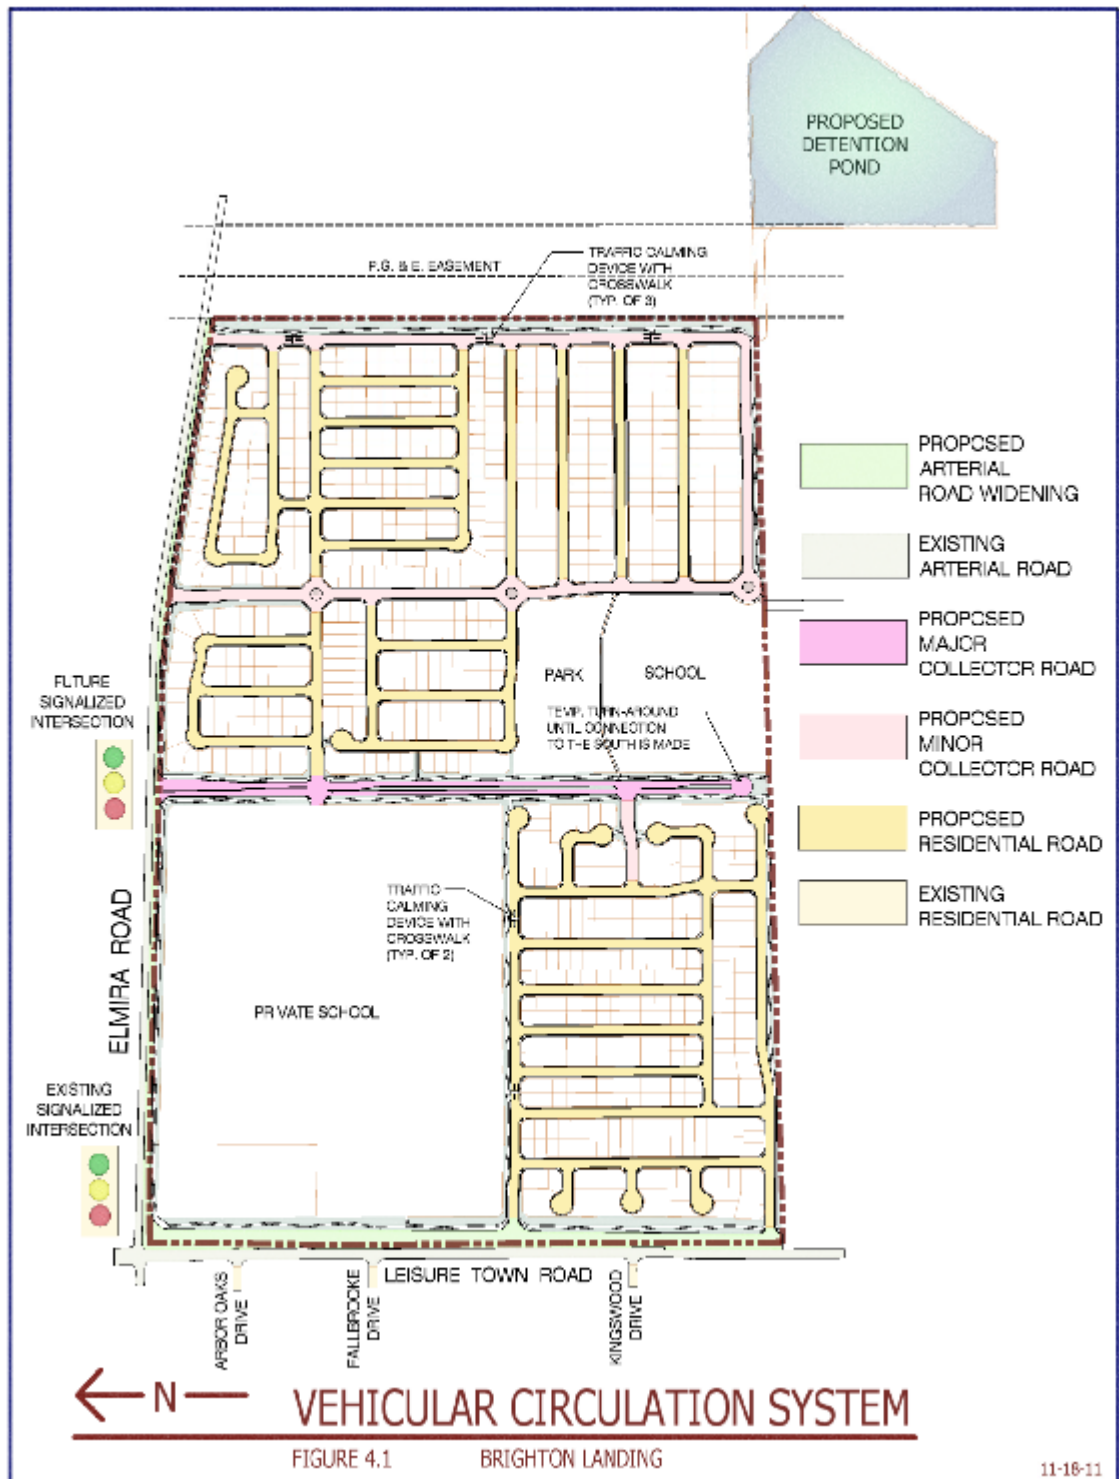 PROPOSED
DETENTION
POND
TRAFFIC CALMING
DEVICE WITH
CROSSWALK
(TYP. OF 3)
P.G. & E. EASEMENT
PROPOSED
ARTERIAL
ROAD WIDENING
EXISTING
ARTERIAL ROAD
PROPOSED
MAJOR
COLLECTOR ROAD
PROPOSED
MINOR
COLLECTOR ROAD
PROPOSED
RESIDENTIAL ROAD
EXISTING
RESIDENTIAL ROAD
PARK
SCHOOL
TEMP. TURN-AROUND
UNTIL CONNECTION
TO THE SOUTH IS MADE
FUTURE
SIGNALIZED
INTERSECTION
TRAFFIC
CALMING
DEVICE WITH
CROSSWALK
(TYP. OF 2)
PRIVATE SCHOOL
ELMIRA ROAD
EXISTING
SIGNALIZED
INTERSECTION
LEISURE TOWN ROAD
ARBOR OAKS
DRIVE
FALLBROOKE
DRIVE
KINGSWOOD
DRIVE
N
VEHICULAR CIRCULATION SYSTEM
FIGURE 4.1 BRIGHTON LANDING
11-18-11